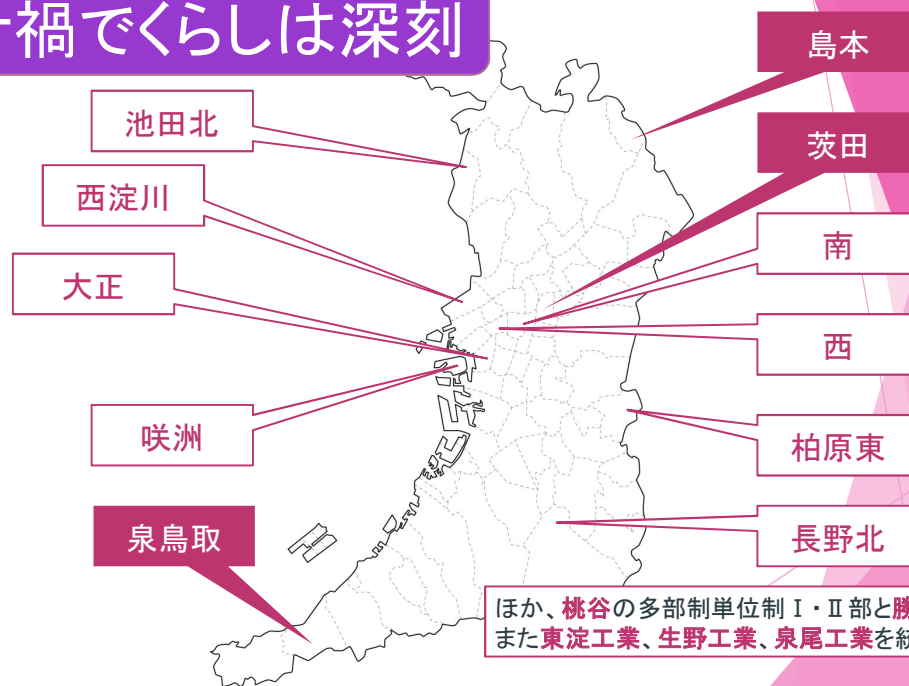 禍でくらしは深刻
島本
池田北
茨田
西淀川
南
大正
西
咲洲
柏原東
泉鳥取
長野北
ほか、桃谷の多部制単位制Ⅰ・Ⅱ部と
また東淀工業、生野工業、泉尾工業を